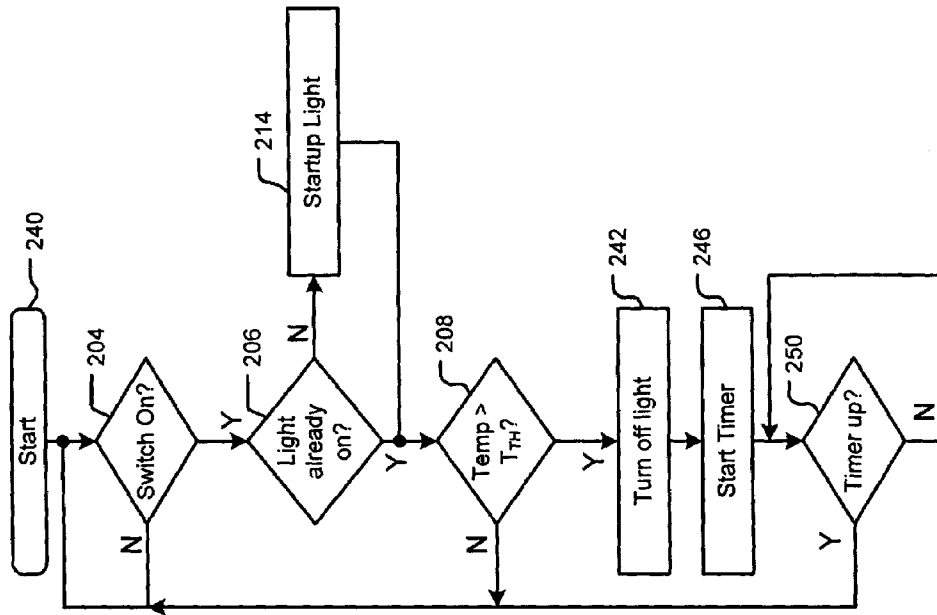 Start
240
Switch On?
204
N
Y
Light
already
on?
206
N
Startup Light
214
Y
Temp >
TTH?
208
N
Y
Turn off light
242
Start Timer
246
Timer up?
250
Y
N